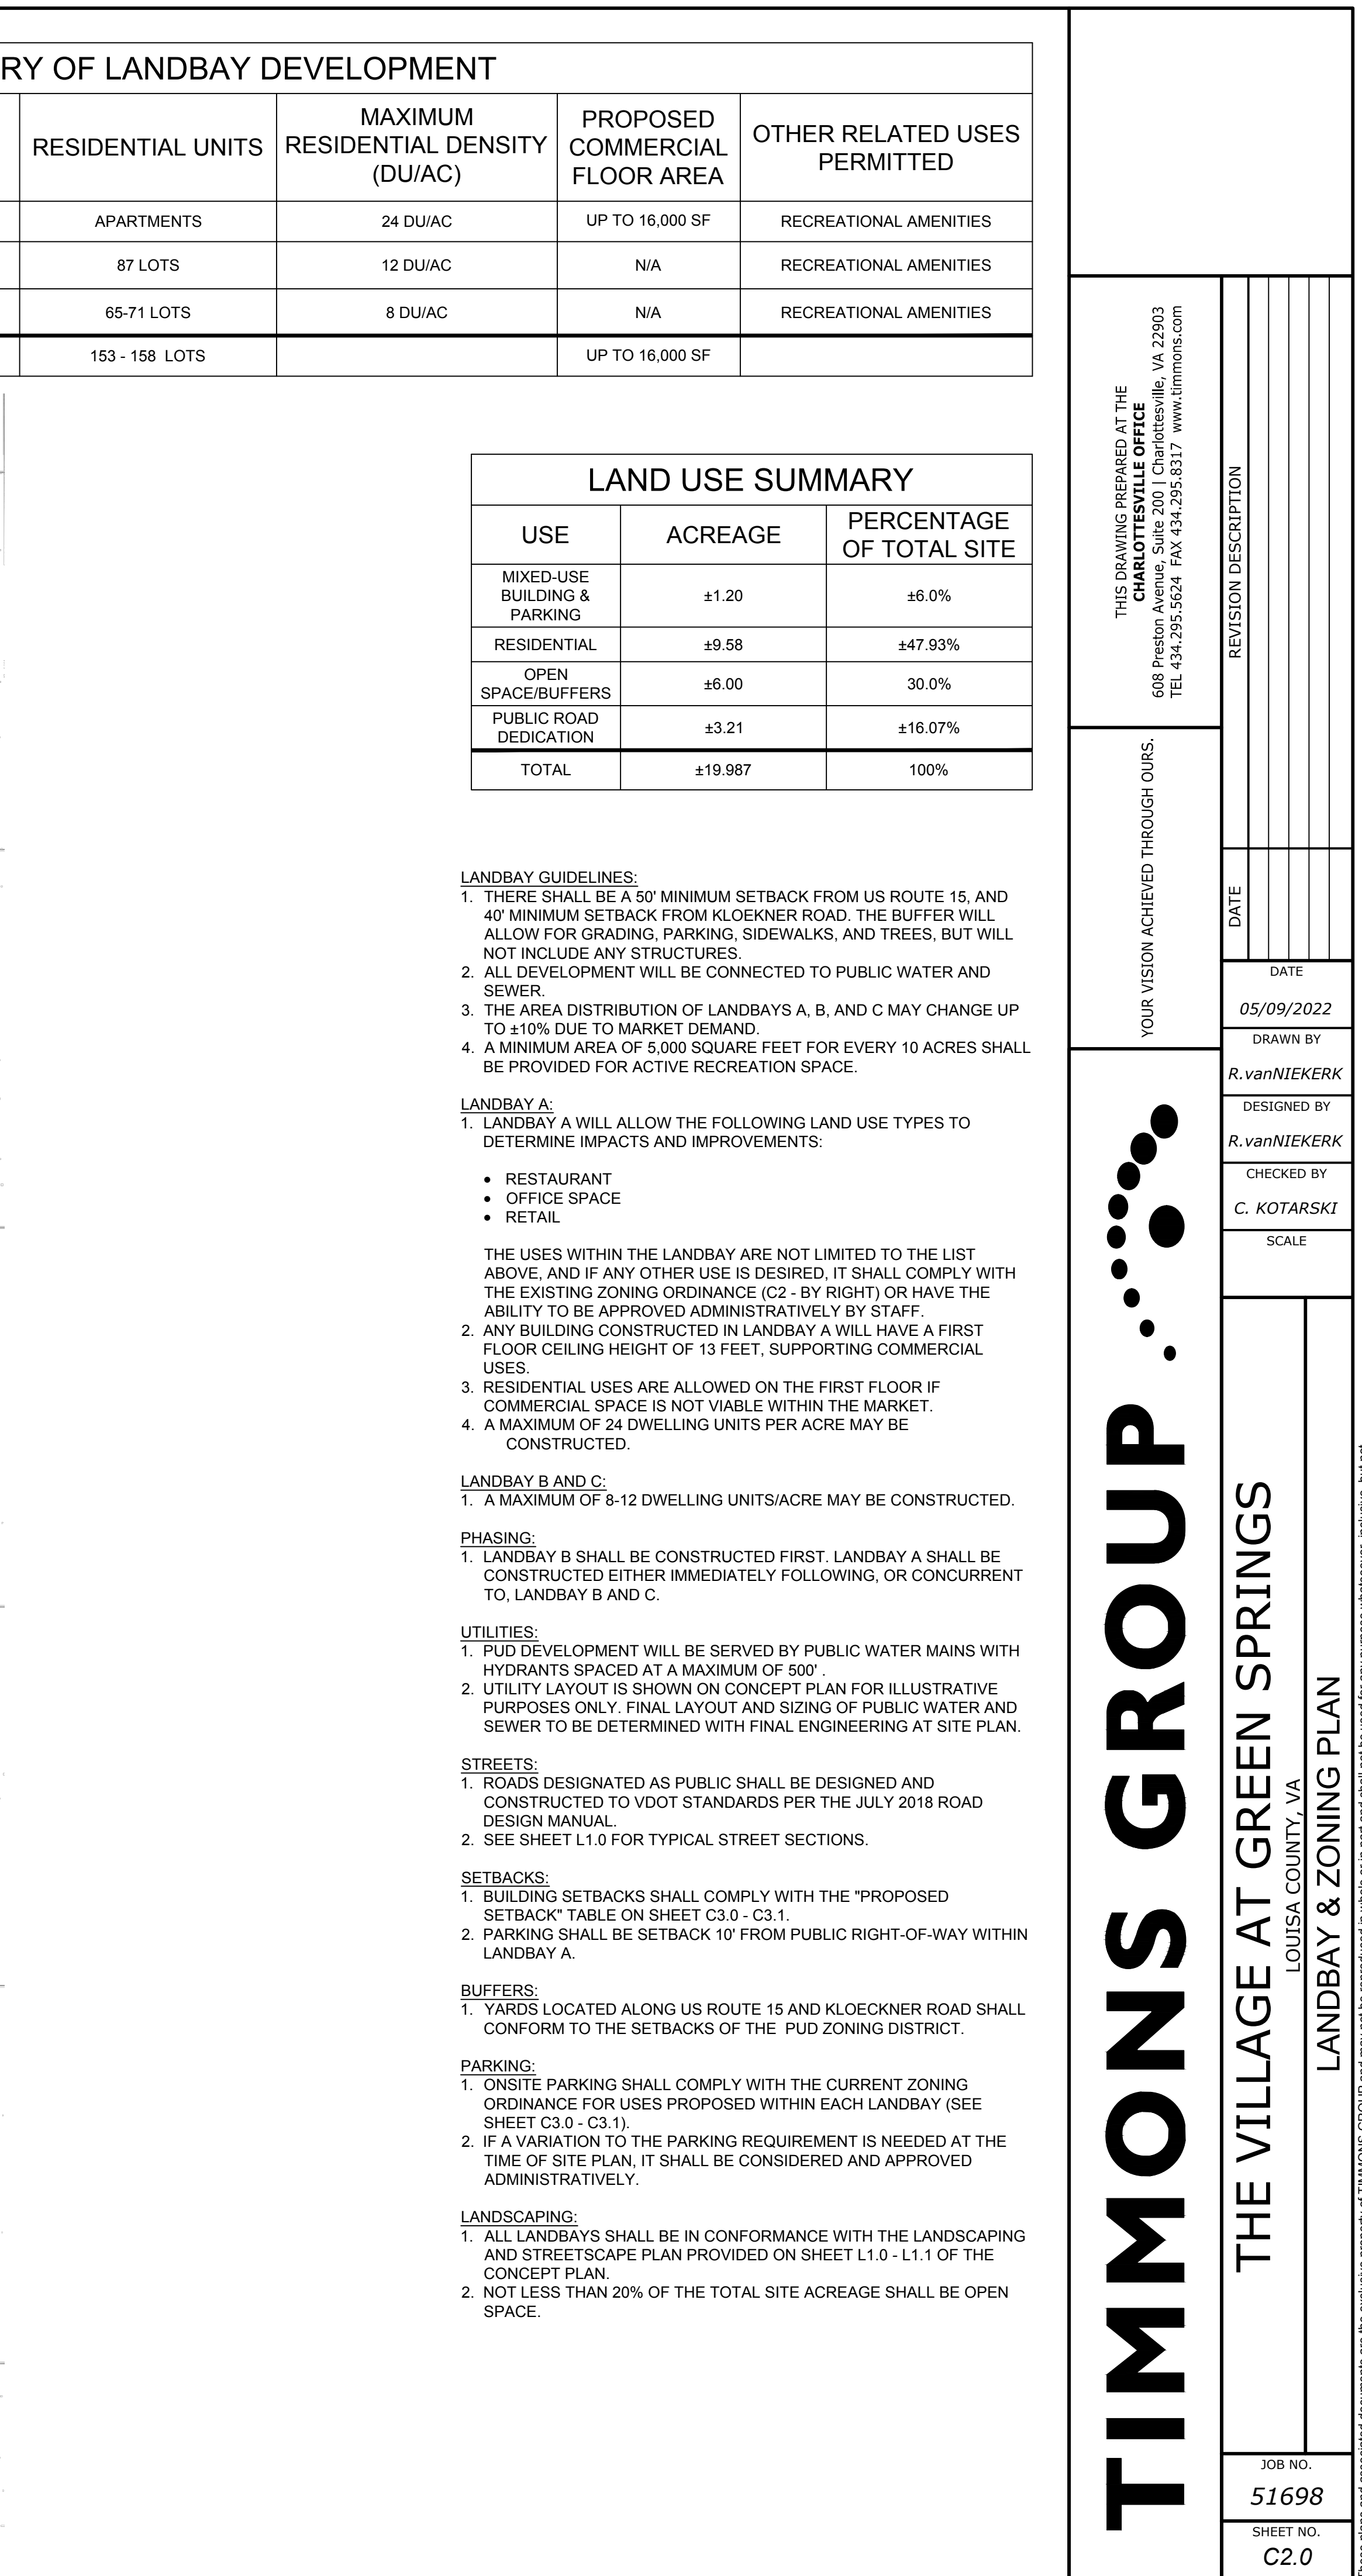 RY OF LANDBAY DEVELOPMENT
RESIDENTIAL UNITS
MAXIMUM
RESIDENTIAL DENSITY
(DU/AC)
PROPOSED
COMMERCIAL
FLOOR AREA
OTHER RELATED USES
PERMITTED
APARTMENTS 24 DU/AC UP TO 16,000 SF RECREATIONAL AMENITIES
87 LOTS 12 DU/AC N/A RECREATIONAL AMENITIES
65-71 LOTS 8 DU/AC N/A RECREATIONAL AMENITIES
153 - 158 LOTS UP TO 16,000 SF
LAND USE SUMMARY
USE
ACREAGE
PERCENTAGE
OF TOTAL SITE
MIXED-USE
BUILDING &
PARKING
±1.20 ±6.0%
RESIDENTIAL ±9.58 ±47.93%
OPEN
SPACE/BUFFERS
±6.00 30.0%
PUBLIC ROAD
DEDICATION
±3.21 ±16.07%
TOTAL ±19.987 100%
LANDBAY GUIDELINES:
1. THERE SHALL BE A 50' MINIMUM SETBACK FROM US ROUTE 15, AND
40' MINIMUM SETBACK FROM KLOEKNER ROAD. THE BUFFER WILL
ALLOW FOR GRADING, PARKING, SIDEWALKS, AND TREES, BUT WILL
NOT INCLUDE ANY STRUCTURES.
2. ALL DEVELOPMENT WILL BE CONNECTED TO PUBLIC WATER AND
SEWER.
3. THE AREA DISTRIBUTION OF LANDBAYS A, B, AND C MAY CHANGE UP
TO ±10% DUE TO MARKET DEMAND.
4. A MINIMUM AREA OF 5,000 SQUARE FEET FOR EVERY 10 ACRES SHALL
BE PROVIDED FOR ACTIVE RECREATION SPACE.
LANDBAY A:
1. LANDBAY A WILL ALLOW THE FOLLOWING LAND USE TYPES TO
DETERMINE IMPACTS AND IMPROVEMENTS:
• RESTAURANT
• OFFICE SPACE
• RETAIL
THE USES WITHIN THE LANDBAY ARE NOT LIMITED TO THE LIST
ABOVE, AND IF ANY OTHER USE IS DESIRED, IT SHALL COMPLY WITH
THE EXISTING ZONING ORDINANCE (C2 - BY RIGHT) OR HAVE THE
ABILITY TO BE APPROVED ADMINISTRATIVELY BY STAFF.
2. ANY BUILDING CONSTRUCTED IN LANDBAY A WILL HAVE A FIRST
FLOOR CEILING HEIGHT OF 13 FEET, SUPPORTING COMMERCIAL
USES.
3. RESIDENTIAL USES ARE ALLOWED ON THE FIRST FLOOR IF
COMMERCIAL SPACE IS NOT VIABLE WITHIN THE MARKET.
4. A MAXIMUM OF 24 DWELLING UNITS PER ACRE MAY BE
CONSTRUCTED.
LANDBAY B AND C:
1. A MAXIMUM OF 8-12 DWELLING UNITS/ACRE MAY BE CONSTRUCTED.
PHASING:
1. LANDBAY B SHALL BE CONSTRUCTED FIRST. LANDBAY A SHALL BE
CONSTRUCTED EITHER IMMEDIATELY FOLLOWING, OR CONCURRENT
TO, LANDBAY B AND C.
UTILITIES:
1. PUD DEVELOPMENT WILL BE SERVED BY PUBLIC WATER MAINS WITH
HYDRANTS SPACED AT A MAXIMUM OF 500' .
2. UTILITY LAYOUT IS SHOWN ON CONCEPT PLAN FOR ILLUSTRATIVE
PURPOSES ONLY. FINAL LAYOUT AND SIZING OF PUBLIC WATER AND
SEWER TO BE DETERMINED WITH FINAL ENGINEERING AT SITE PLAN.
STREETS:
1. ROADS DESIGNATED AS PUBLIC SHALL BE DESIGNED AND
CONSTRUCTED TO VDOT STANDARDS PER THE JULY 2018 ROAD
DESIGN MANUAL.
2. SEE SHEET L1.0 FOR TYPICAL STREET SECTIONS.
SETBACKS:
1. BUILDING SETBACKS SHALL COMPLY WITH THE "PROPOSED
SETBACK" TABLE ON SHEET C3.0 - C3.1.
2. PARKING SHALL BE SETBACK 10' FROM PUBLIC RIGHT-OF-WAY WITHIN
LANDBAY A.
BUFFERS:
1. YARDS LOCATED ALONG US ROUTE 15 AND KLOECKNER ROAD SHALL
CONFORM TO THE SETBACKS OF THE PUD ZONING DISTRICT.
PARKING:
1. ONSITE PARKING SHALL COMPLY WITH THE CURRENT ZONING
ORDINANCE FOR USES PROPOSED WITHIN EACH LANDBAY (SEE
SHEET C3.0 - C3.1).
2. IF A VARIATION TO THE PARKING REQUIREMENT IS NEEDED AT THE
TIME OF SITE PLAN, IT SHALL BE CONSIDERED AND APPROVED
ADMINISTRATIVELY.
LANDSCAPING:
1. ALL LANDBAYS SHALL BE IN CONFORMANCE WITH THE LANDSCAPING
AND STREETSCAPE PLAN PROVIDED ON SHEET L1.0 - L1.1 OF THE
CONCEPT PLAN.
2. NOT LESS THAN 20% OF THE TOTAL SITE ACREAGE SHALL BE OPEN
SPACE.
THIS DRAWING PREPARED AT THE
CHARLOTTESVILLE OFFICE
608 Preston Avenue, Suite 200 | Charlottesville, VA 22903
TEL 434.295.5624 FAX 434.295.8317 www.timmons.com
YOUR VISION ACHIEVED THROUGH OURS.
TIMMONS GROUP
REVISION DESCRIPTION
DATE
DATE
05/09/2022
DRAWN BY
R.vanNIEKERK
DESIGNED BY
R.vanNIEKERK
CHECKED BY
C. KOTARSKI
SCALE
THE VILLAGE AT GREEN SPRINGS
LOUISA COUNTY, VA
LANDBAY & ZONING PLAN
JOB NO.
51698
SHEET NO.
C2.0